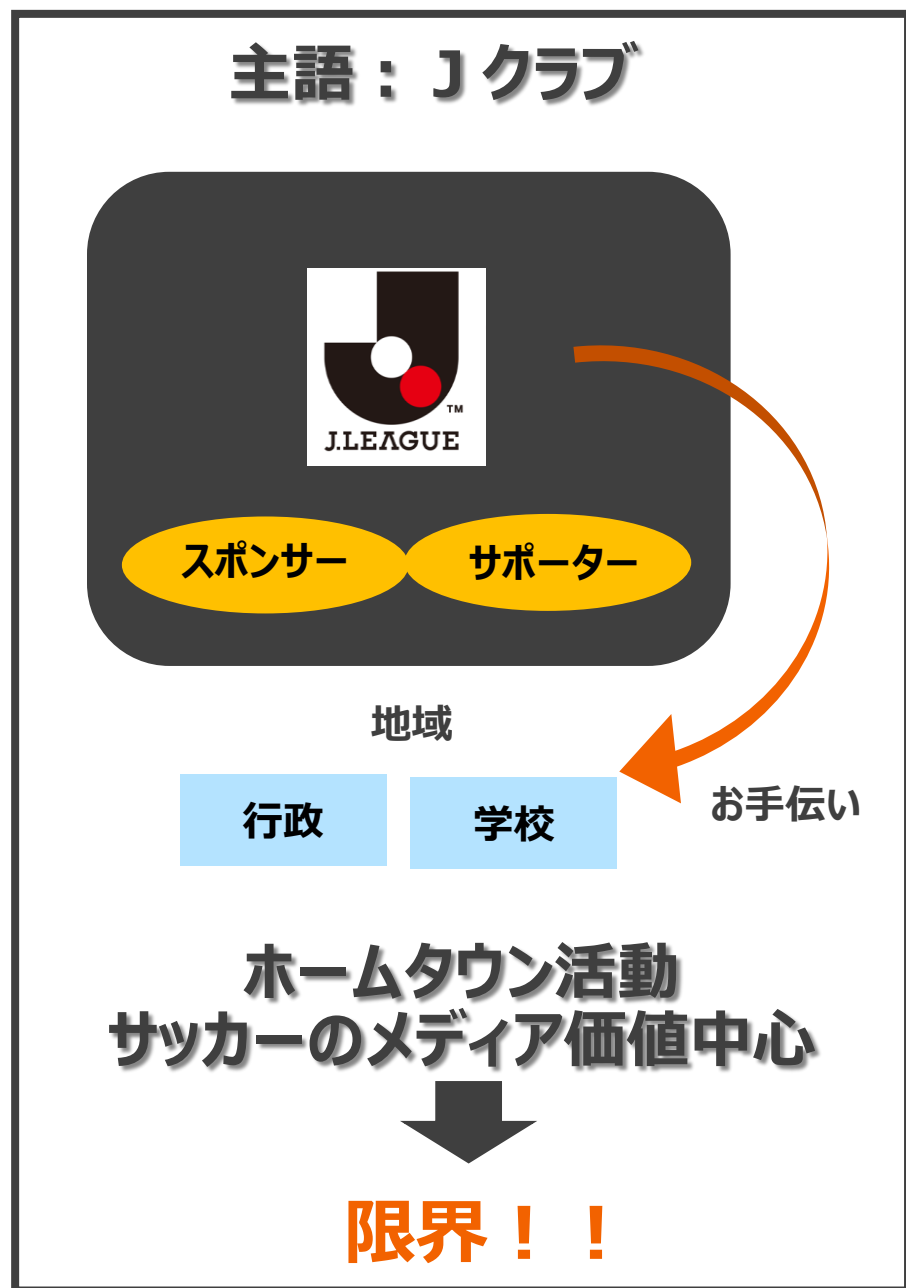 主語：Ｊクラブ
TM
J.LEAGUE
スポンサー
サポーター
地域
行政
学校
お手伝い
ホームタウン活動
サッカーのメディア価値中心
限界！！